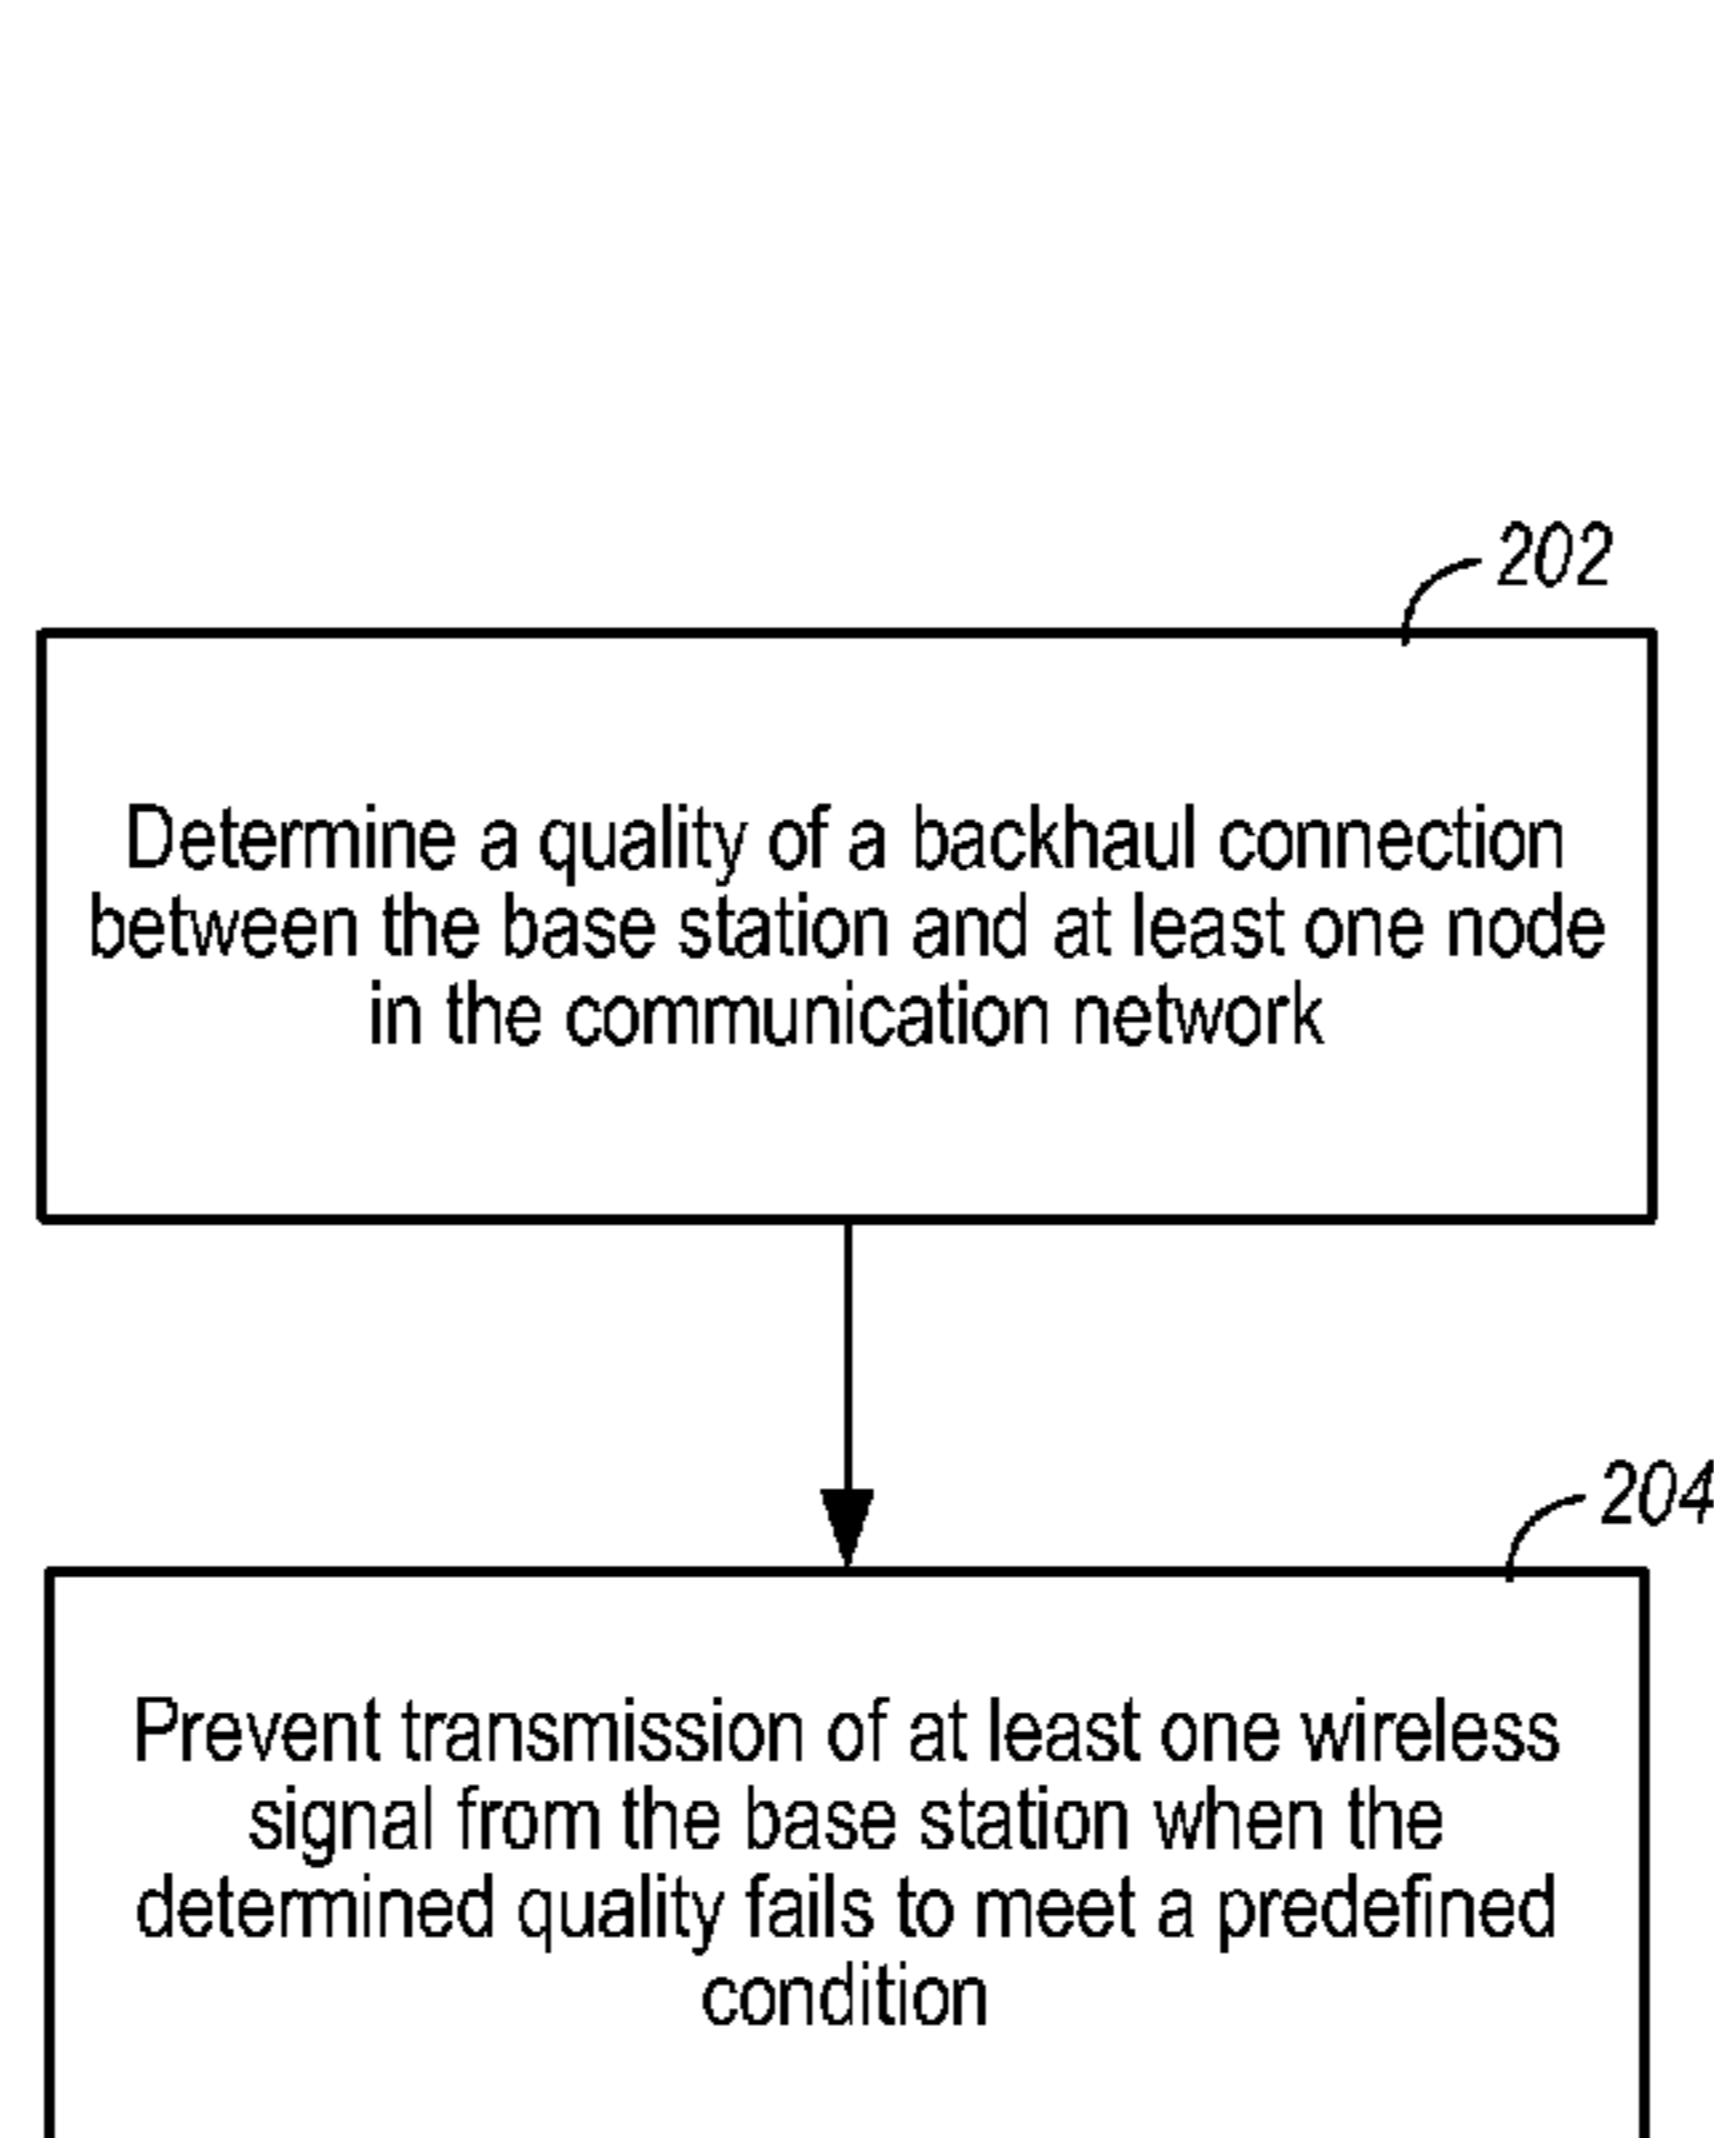 202
Determine a quality of a backhaul connection
between the base station and at least one node
in the communication network
204
Prevent transmission of at least one wireless
signal from the base station when the
determined quality fails to meet a predefined
condition